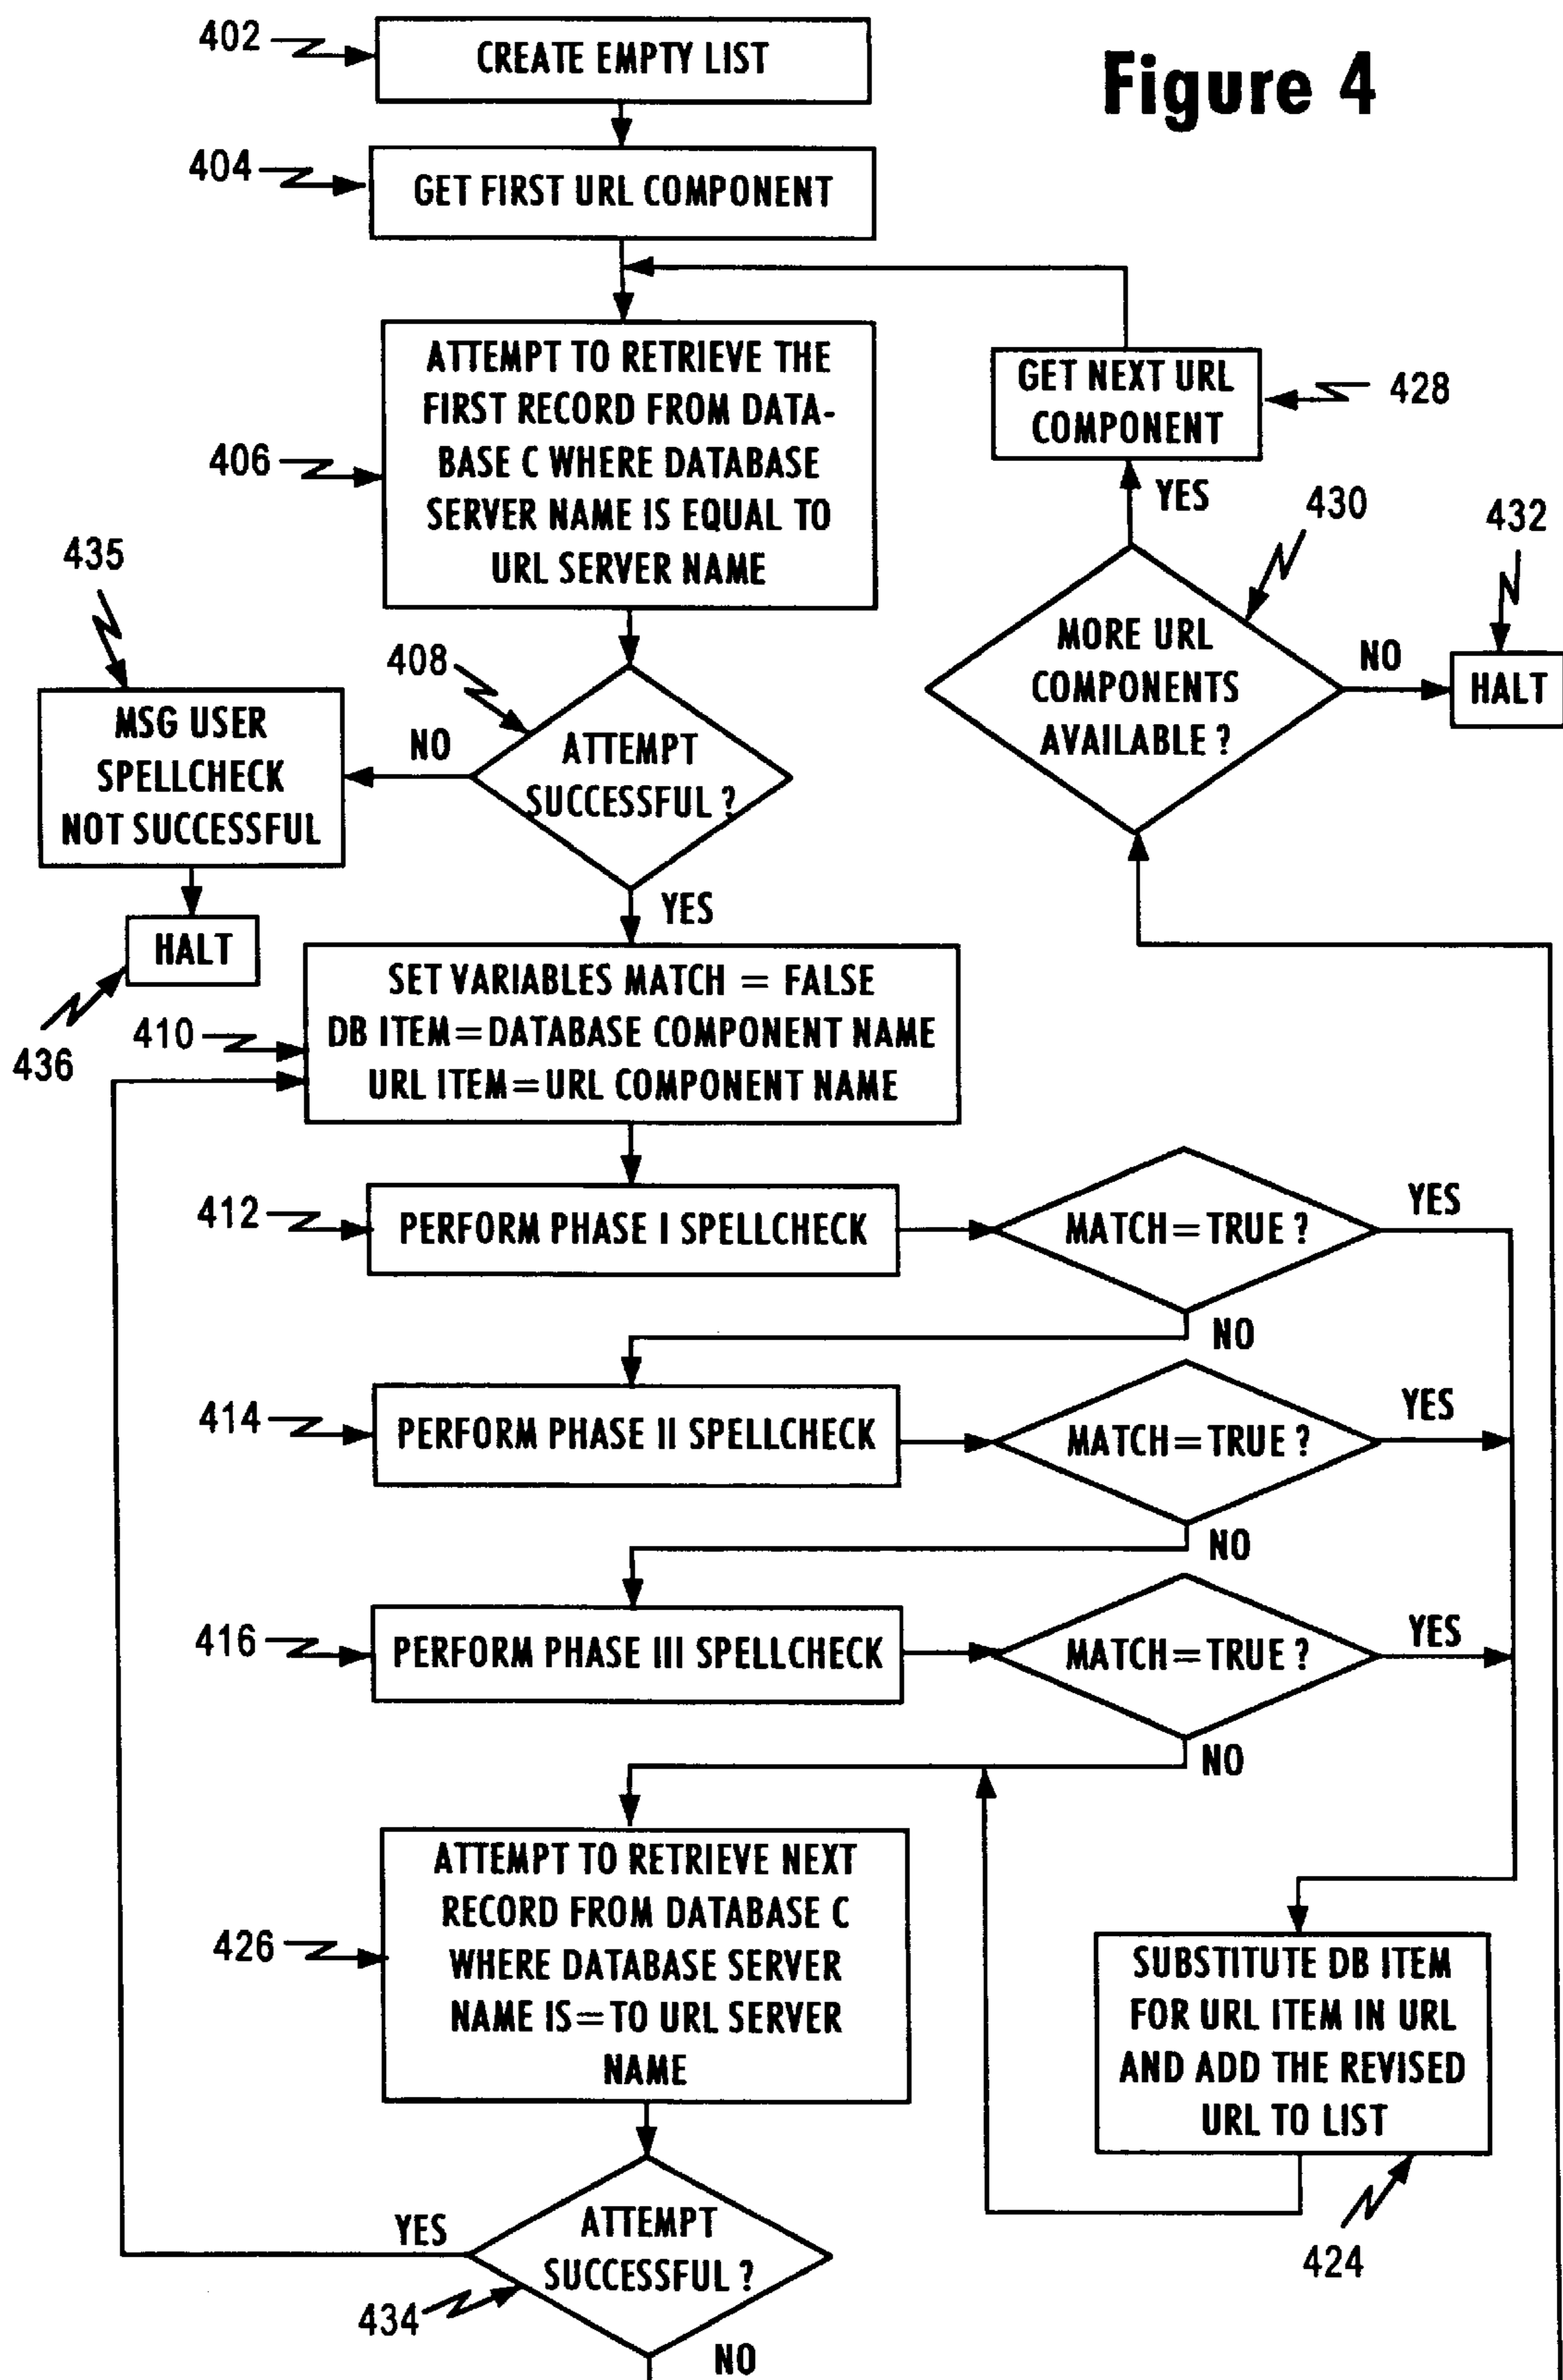 Figure 4
402
CREATE EMPTY LIST
404
GET FIRST URL COMPONENT
406
ATTEMPT TO RETRIEVE THE
FIRST RECORD FROM DATA-
BASE C WHERE DATABASE
SERVER NAME IS EQUAL TO
URL SERVER NAME
GET NEXT URL
COMPONENT
428
YES
430
432
MORE URL
COMPONENTS
AVAILABLE ?
NO
HALT
435
MSG USER
SPELLCHECK
NOT SUCCESSFUL
NO
408
ATTEMPT
SUCCESSFUL ?
YES
HALT
436
410
SET VARIABLES MATCH = FALSE
DB ITEM=DATABASE COMPONENT NAME
URL ITEM=URL COMPONENT NAME
412
PERFORM PHASE I SPELLCHECK
MATCH=TRUE ?
YES
NO
414
PERFORM PHASE II SPELLCHECK
MATCH=TRUE ?
YES
NO
416
PERFORM PHASE III SPELLCHECK
MATCH=TRUE ?
YES
NO
426
ATTEMPT TO RETRIEVE NEXT
RECORD FROM DATABASE C
WHERE DATABASE SERVER
NAME IS=TO URL SERVER
NAME
SUBSTITUTE DB ITEM
FOR URL ITEM IN URL
AND ADD THE REVISED
URL TO LIST
424
YES
ATTEMPT
SUCCESSFUL ?
434
NO